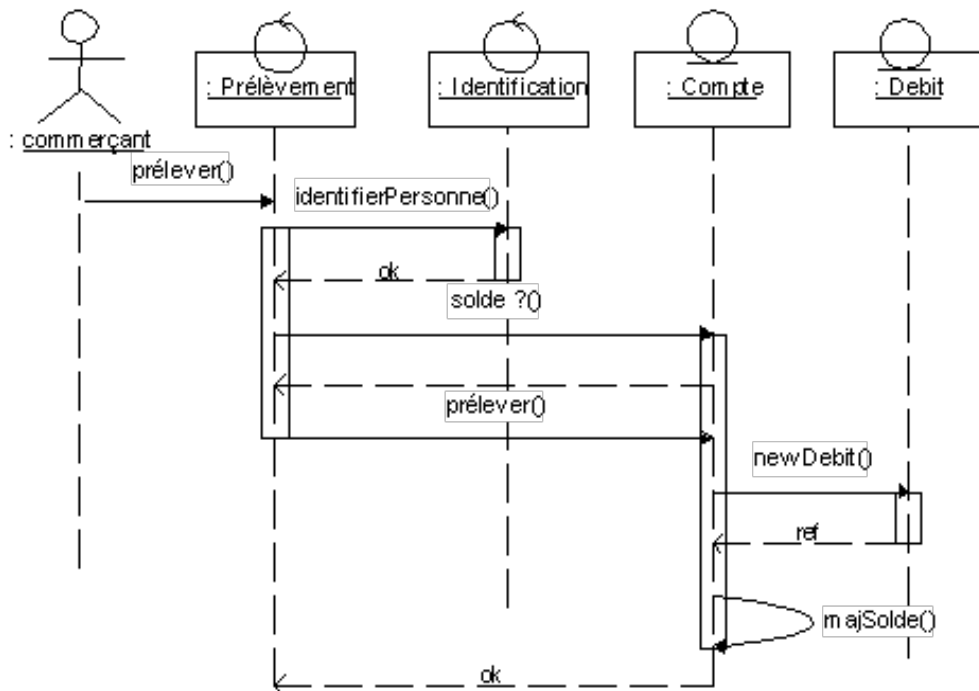 : commerçant
: Prélèvement
: Identification
: Compte
: Debit
prélever()
identifierPersonne()
ok
solde ?()
prélever()
newDebit()
ref
majSolde()
ok